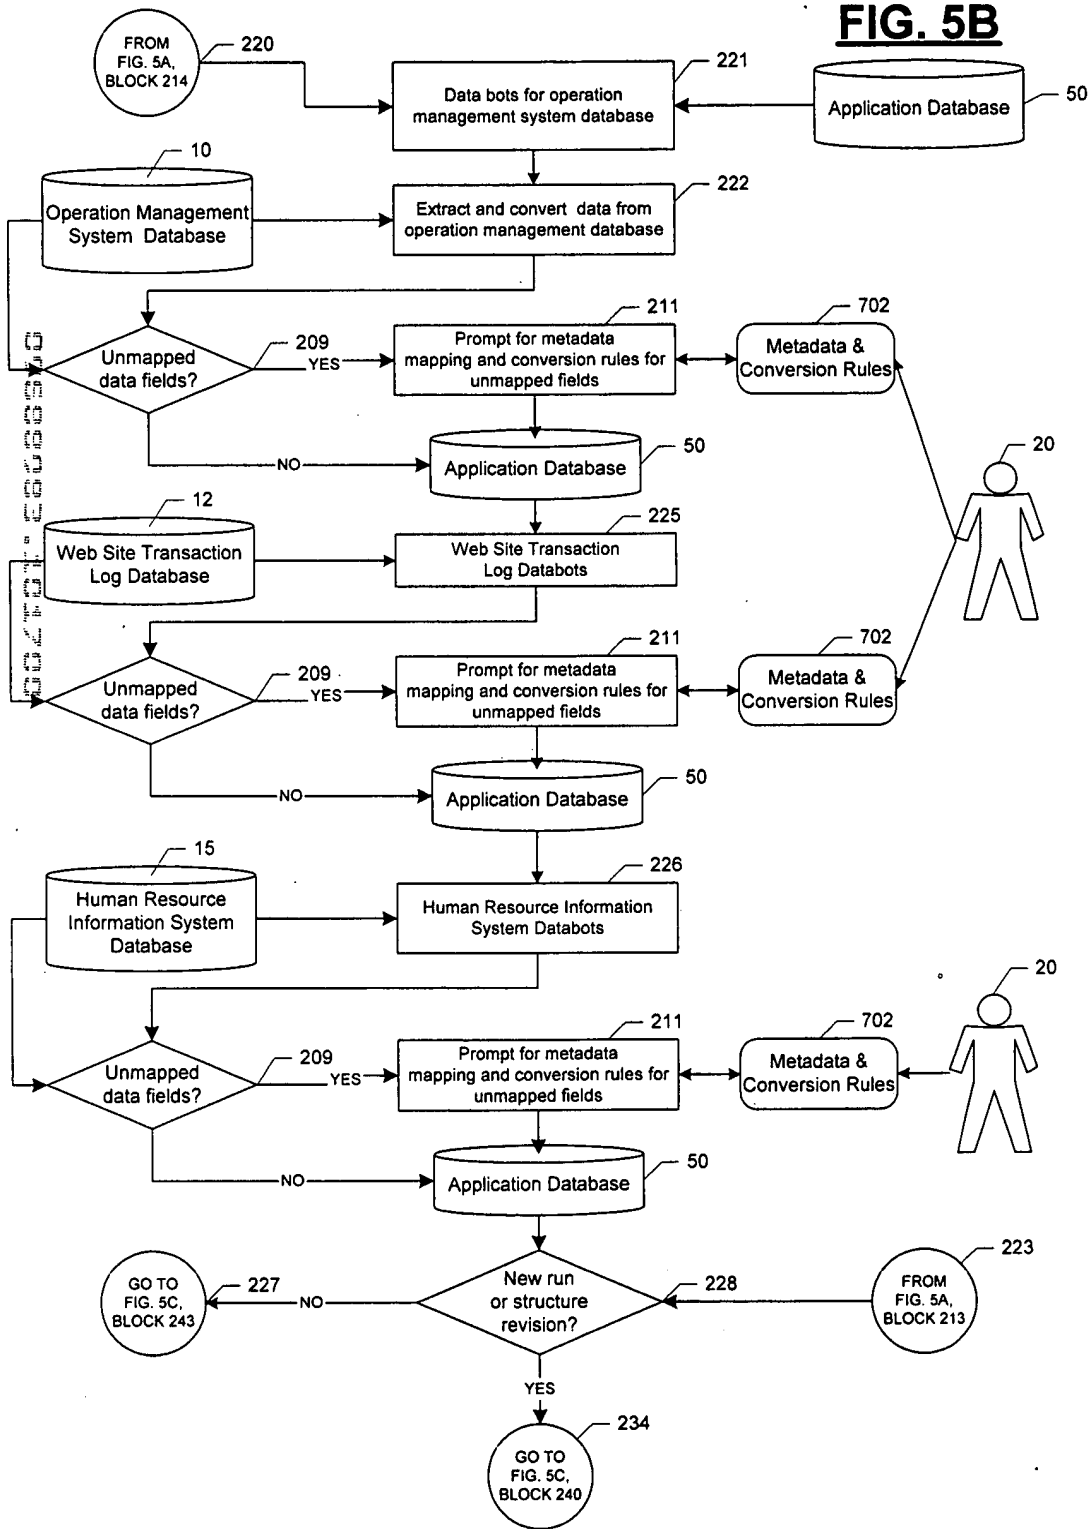 FIG. 5B
FROM
FIG. 5A,
BLOCK 214
220
221
Data bots for operation
management system database
50
Application Database
10
Operation Management
System Database
222
Extract and convert data from
operation management database
Unmapped
data fields?
209
YES
211
Prompt for metadata
mapping and conversion rules for
unmapped fields
702
Metadata &
Conversion Rules
NO
50
Application Database
20
12
Web Site Transaction
Log Database
225
Web Site Transaction
Log Databots
Unmapped
data fields?
209
YES
211
Prompt for metadata
mapping and conversion rules for
unmapped fields
702
Metadata &
Conversion Rules
NO
50
Application Database
15
Human Resource
Information System
Database
226
Human Resource Information
System Databots
20
Unmapped
data fields?
209
YES
211
Prompt for metadata
mapping and conversion rules for
unmapped fields
702
Metadata &
Conversion Rules
NO
50
Application Database
GO TO
FIG. 5C,
BLOCK 243
227
NO
New run
or structure
revision?
228
223
FROM
FIG. 5A,
BLOCK 213
YES
234
GO TO
FIG. 5C,
BLOCK 240